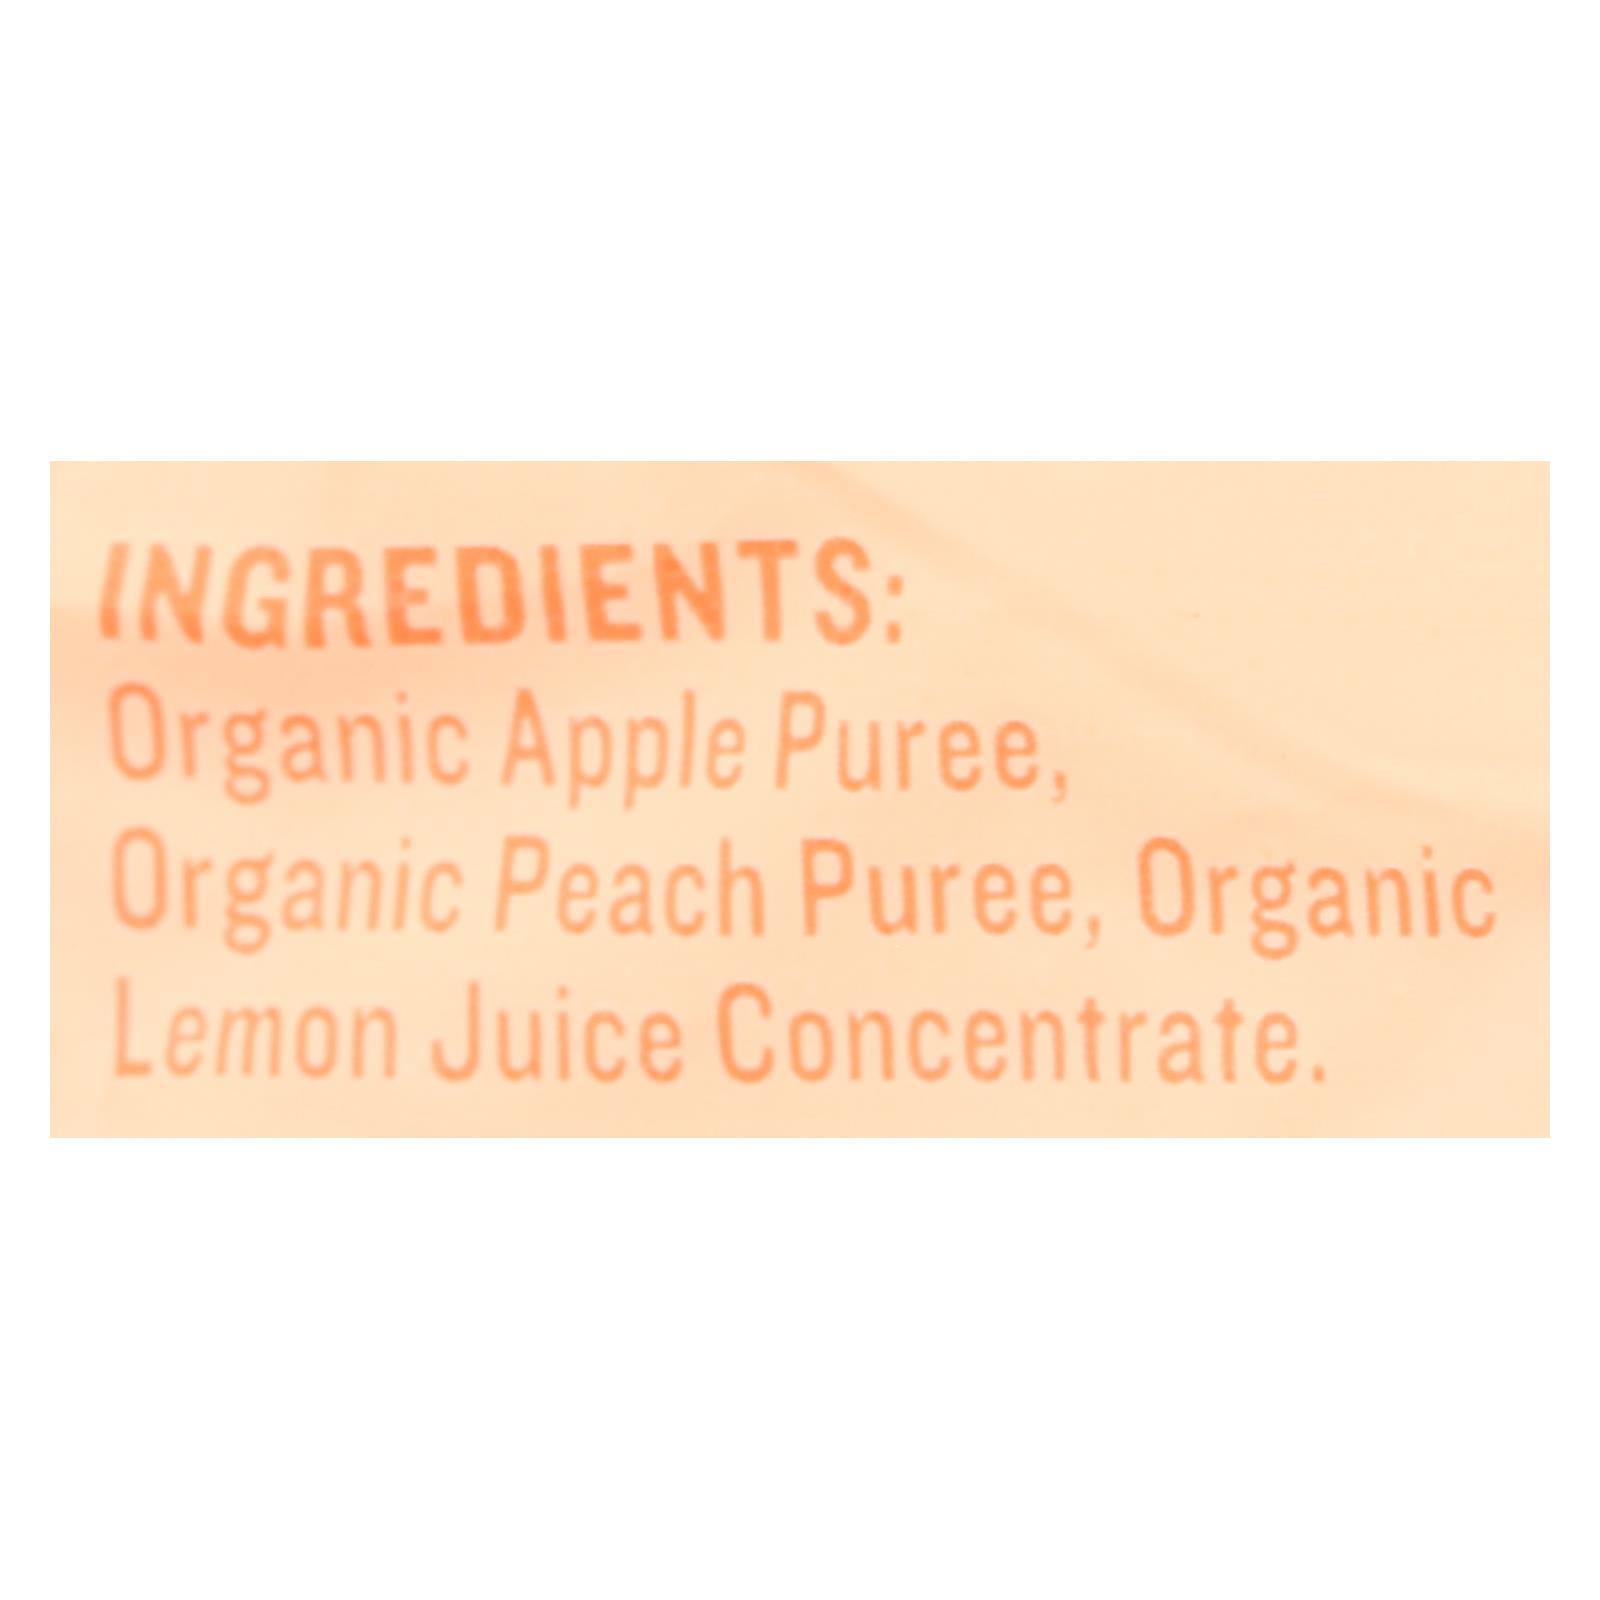 INGREDIENTS:
Organic Apple Puree,
Organic Peach Puree, Organic
Lemon Juice Concentrate.